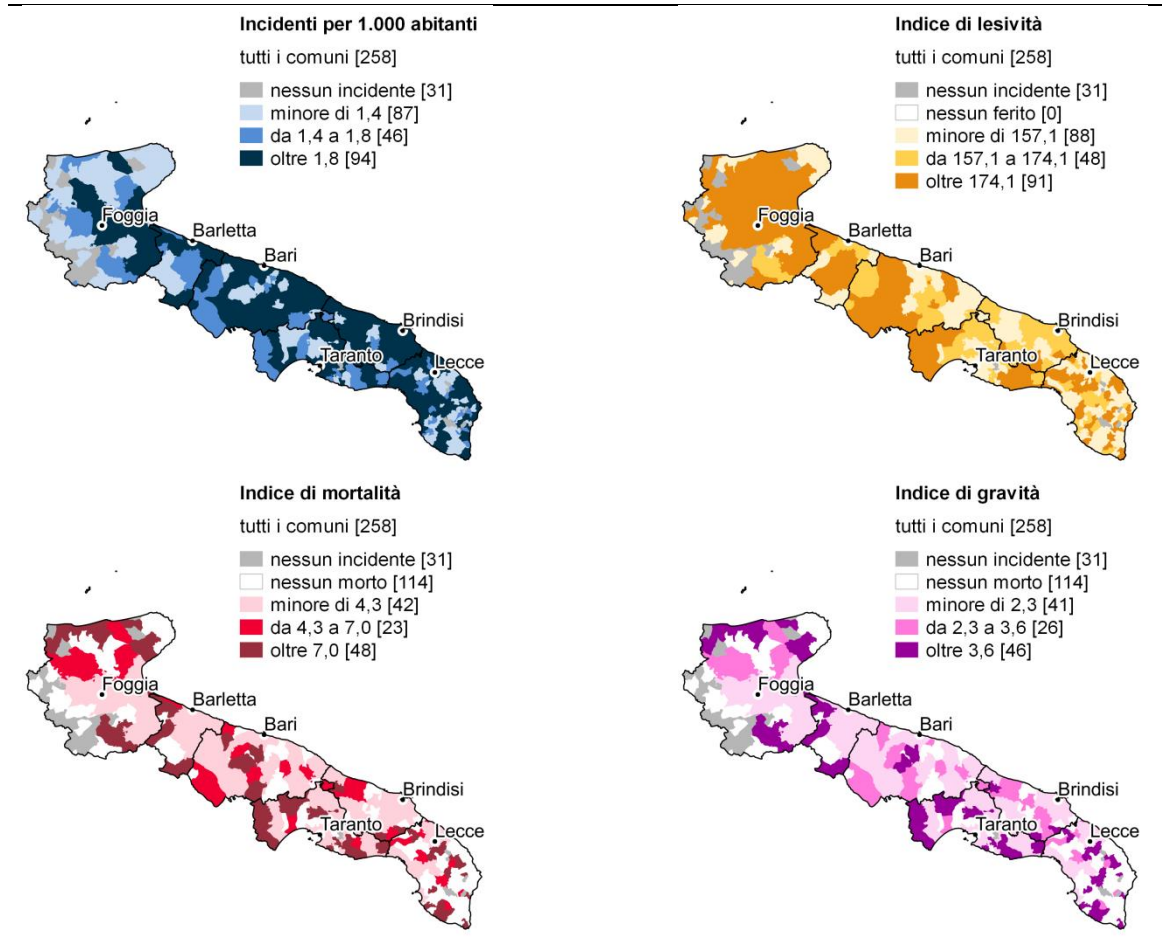 Incidenti per 1.000 abitanti
tutti i comuni [258]
nessun incidente [31]
minore di 1,4 [87]
da 1,4 a 1,8 [46]
oltre 1,8 [94]
Foggia
Barletta
Bari
Brindisi
Taranto
Lecce
Indice di lesività
tutti i comuni [258]
nessun incidente [31]
nessun ferito [0]
minore di 157,1 [88]
da 157,1 a 174,1 [48]
oltre 174,1 [91]
Foggia
Barletta
Bari
Brindisi
Taranto
Lecce
Indice di mortalità
tutti i comuni [258]
nessun incidente [31]
nessun morto [114]
minore di 4,3 [42]
da 4,3 a 7,0 [23]
oltre 7,0 [48]
Foggia
Barletta
Bari
Brindisi
Taranto
Lecce
Indice di gravità
tutti i comuni [258]
nessun incidente [31]
nessun morto [114]
minore di 2,3 [41]
da 2,3 a 3,6 [26]
oltre 3,6 [46]
Foggia
Barletta
Bari
Brindisi
Taranto
Lecce